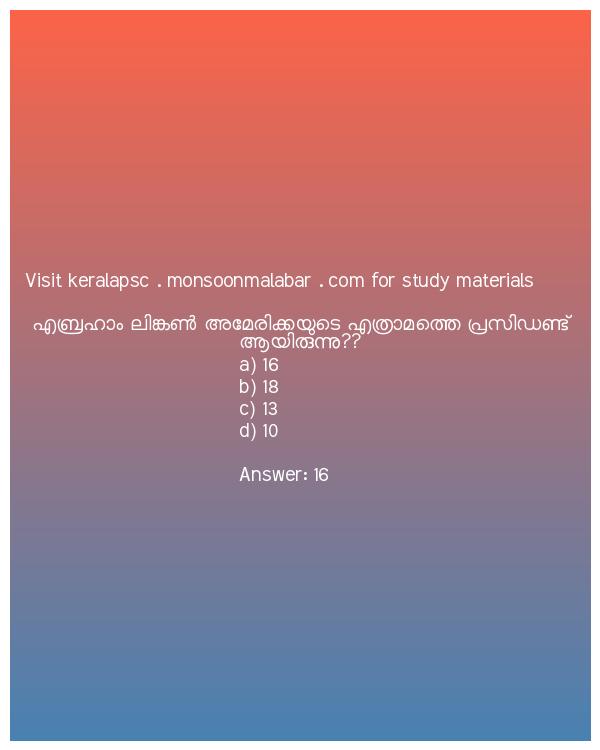 Visit keralapsc . monsoonmalabar . com for study materials
എബ്രഹാം ലിങ്കൺ അമേരിക്കയുടെ എത്രാമത്തെ പ്രസിഡണ്ട്
ആയിരുന്നു??
a) 16
b) 18
c) 13
d) 10
Answer: 16